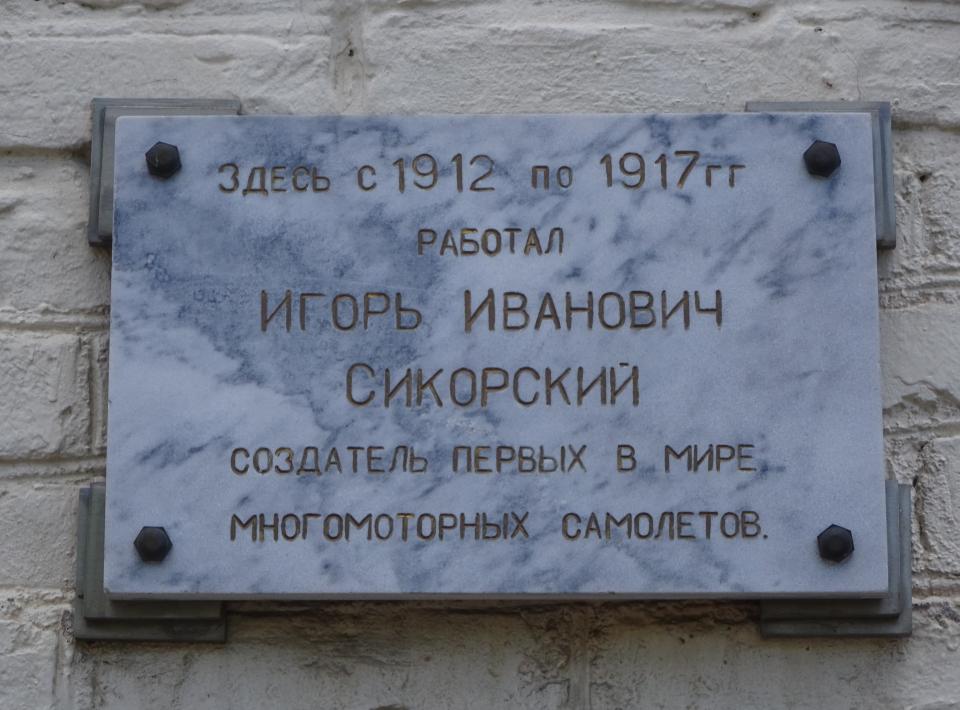 Здесь с 1912 по 1917гг
работал
Игорь Иванович
Сикорский
создатель первых в мире
многомоторных самолетов.